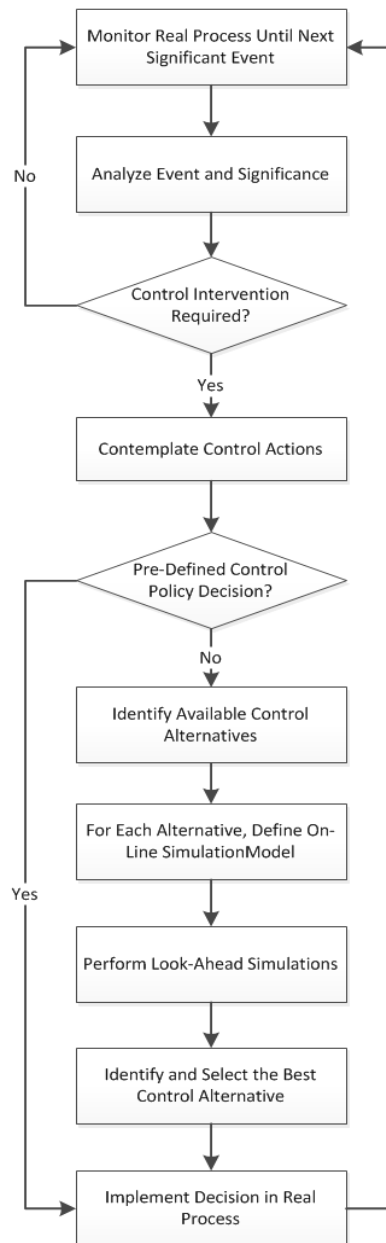 Monitor Real Process Until Next
Significant Event
No
Analyze Event and Significance
Control Intervention
Required?
Yes
Contemplate Control Actions
Pre-Defined Control
Policy Decision?
No
Identify Available Control
Alternatives
For Each Alternative, Define On-
Line SimulationModel
Yes
Perform Look-Ahead Simulations
Identify and Select the Best
Control Alternative
Implement Decision in Real
Process